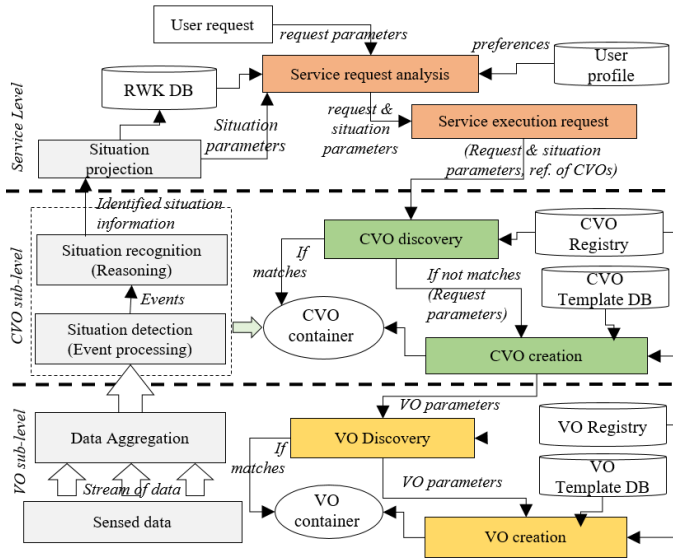 User request
request parameters
preferences
User
profile
Service request analysis
RWK DB
Service Level
Situation
parameters
request &
situation
parameters
Service execution request
Situation
projection
(Request & situation
parameters, ref. of CVOs)
Identified situation
information
CVO sub-level
Situation recognition
(Reasoning)
Events
Situation detection
(Event processing)
CVO discovery
CVO
Registry
If
matches
If not matches
(Request
parameters)
CVO
Template DB
CVO
container
CVO creation
VO sub-level
VO parameters
Data Aggregation
VO Discovery
VO Registry
If
matches
Stream of data
VO parameters
VO
Template DB
Sensed data
VO
container
VO creation